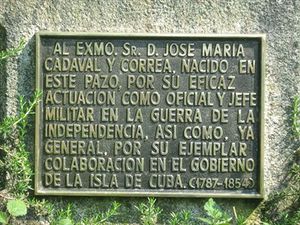 AL EXMO. SR. D. JOSE MARIA
CADAVAL Y CORREA, NACIDO EN
ESTE PAZO, POR SU EFICAZ
ACTUACION COMO OFICIAL Y JEFE
MILITAR EN LA GUERRA DE LA
INDEPENDENCIA, ASI COMO, YA
GENERAL, POR SU EJEMPLAR
COLABORACION EN EL GOBIERNO
DE LA ISLA DE CUBA. (1787-1854)